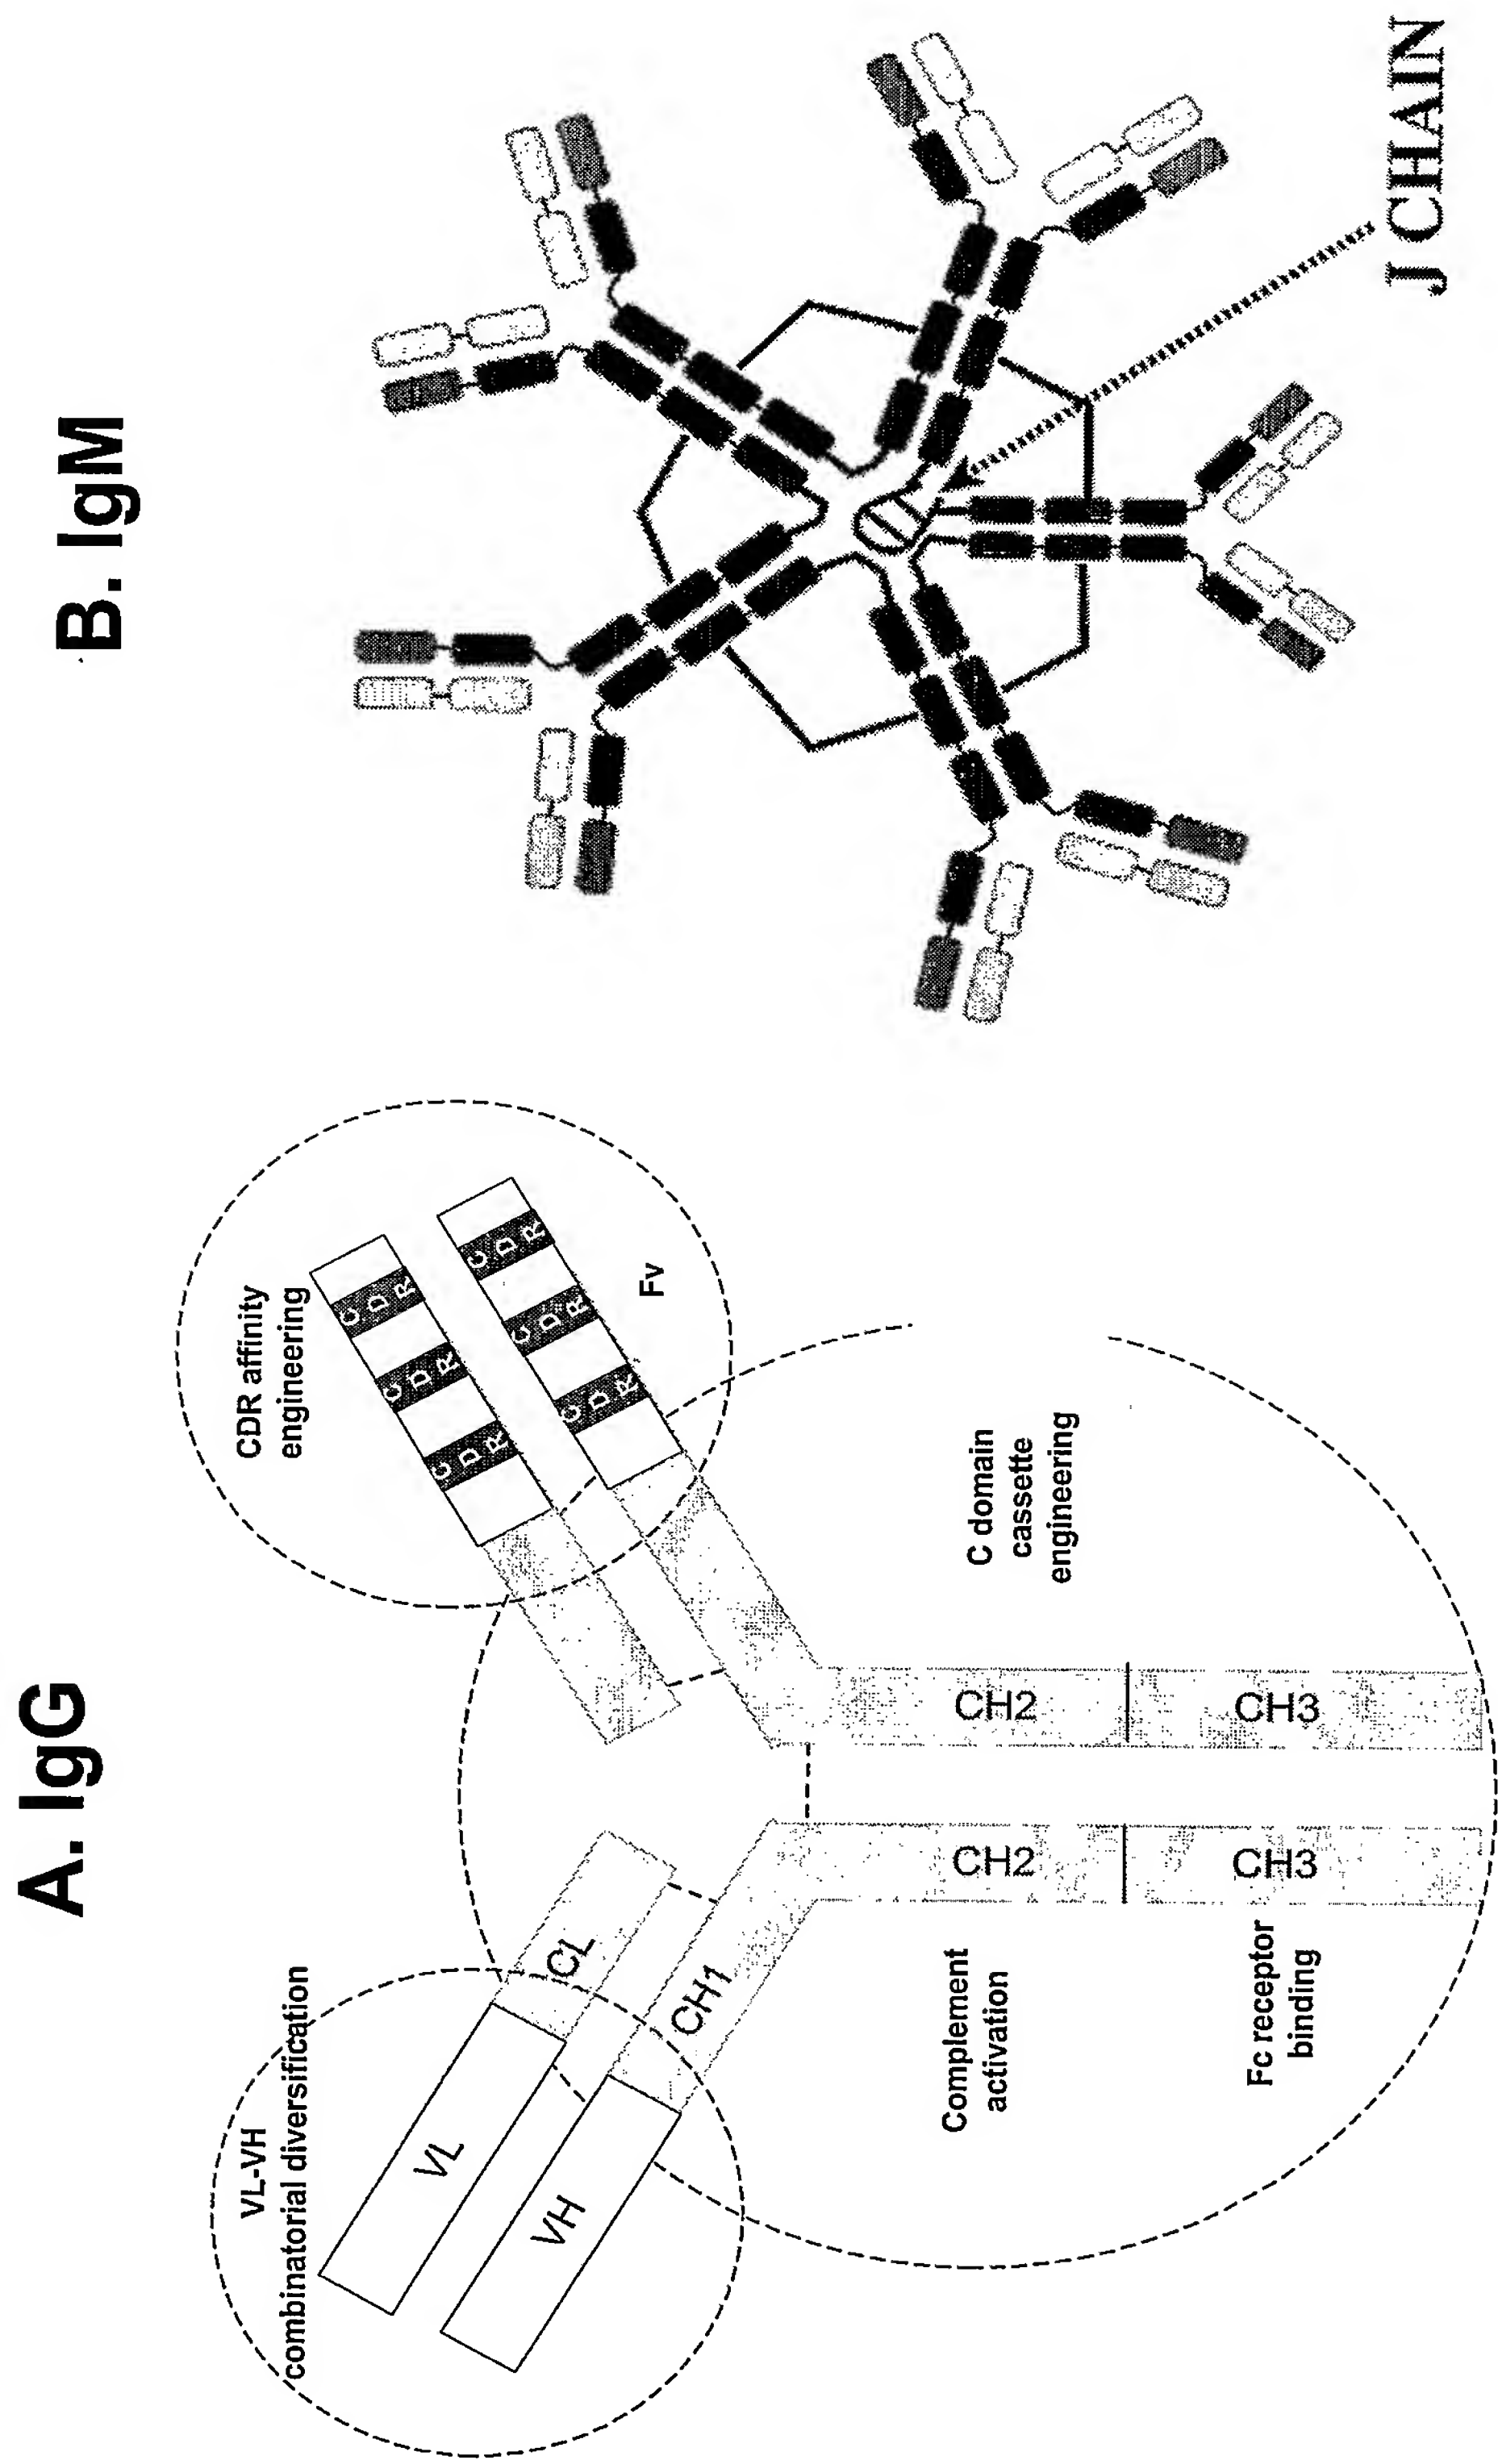 A. IgG
VL-VH
combinatorial diversification
CDR affinity
engineering
VL
CL
VH
CH1
C
D
R
C
D
R
C
D
R
C
D
R
C
D
R
C
D
R
Fv
Complement
activation
CH2
CH2
C domain
cassette
engineering
Fc receptor
binding
CH3
CH3
B. IgM
J CHAIN